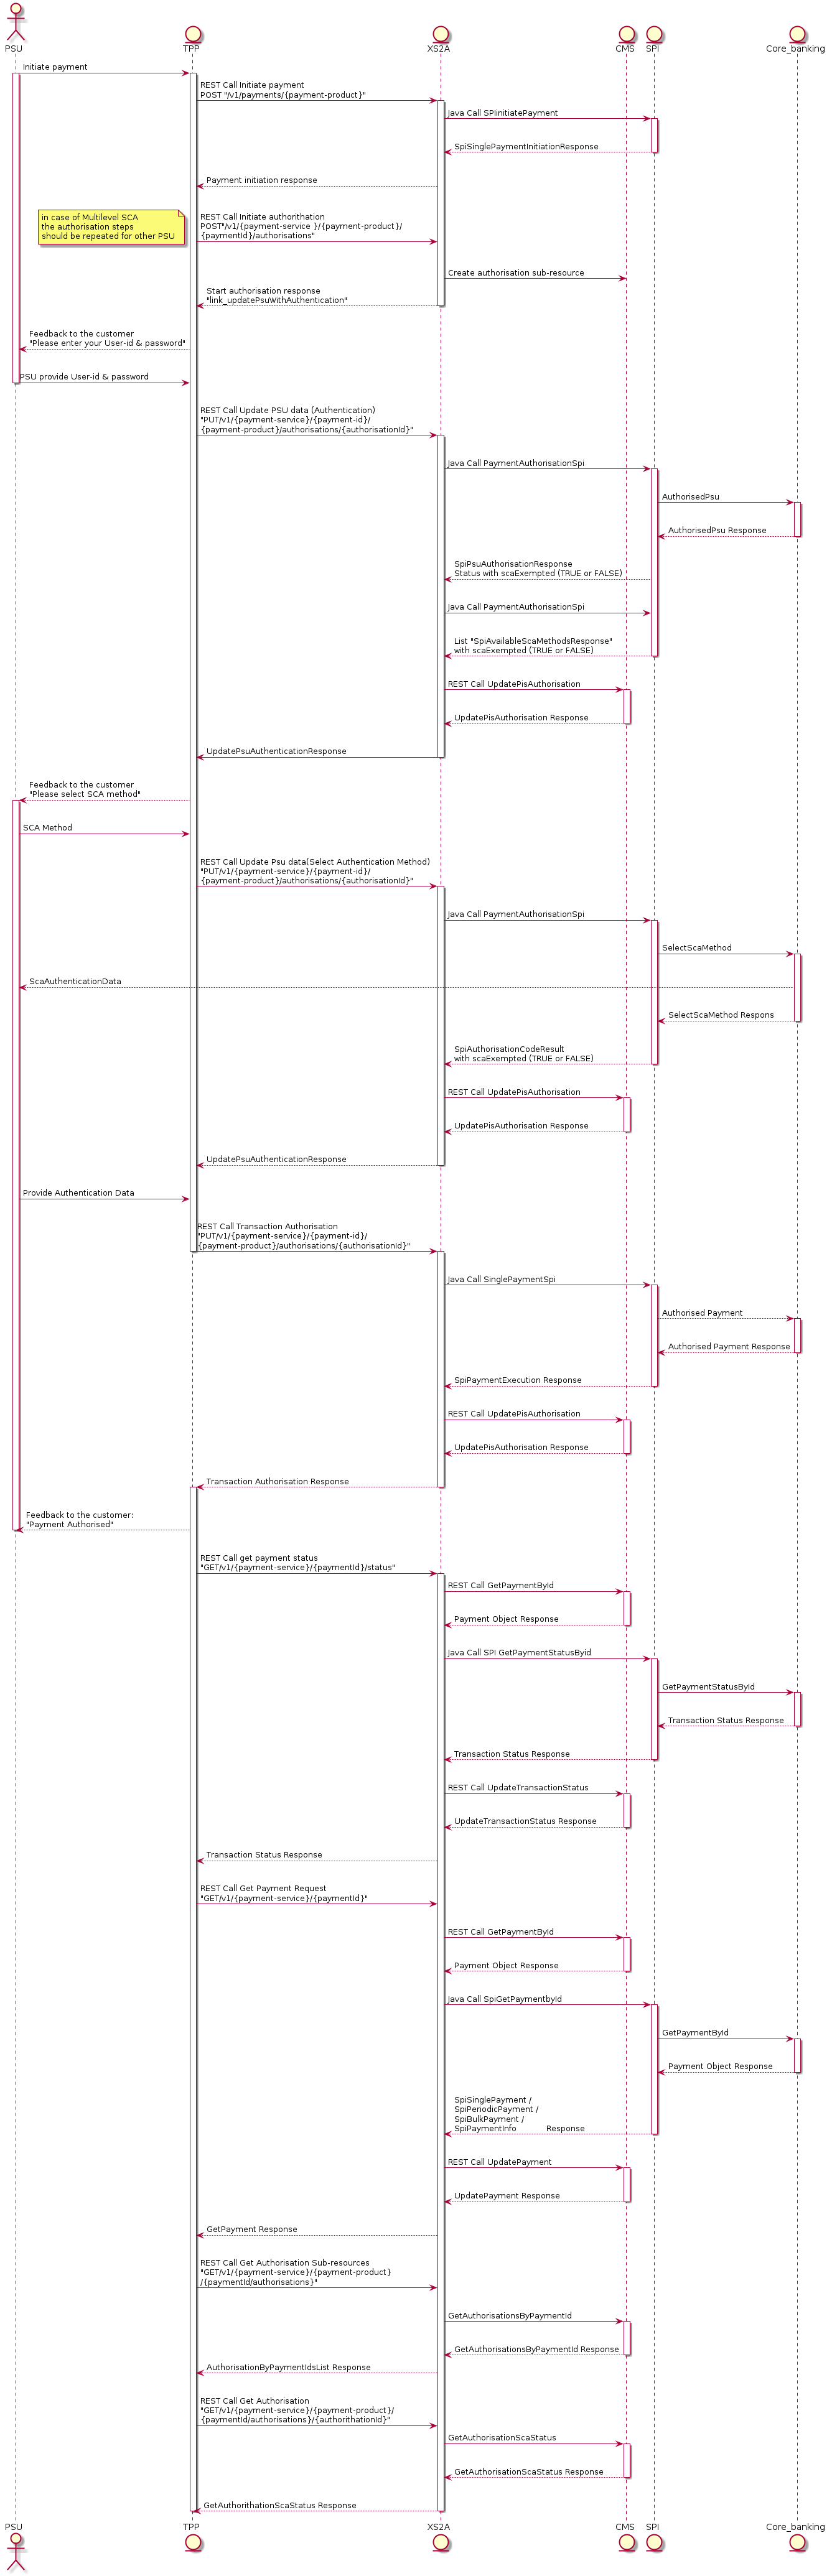 PSU
TPP
XS2A
CMS
SPI
Core_banking
Initiate payment
REST Call Initiate payment
POST "/v1/payments/{payment-product}"
Java Call SPIinitiatePayment
SpiSinglePaymentInitiationResponse
Payment initiation response
in case of Multilevel SCA
the authorisation steps
should be repeated for other PSU
REST Call Initiate authorithation
POST"/v1/{payment-service }/{payment-product}/
{paymentId}/authorisations"
Create authorisation sub-resource
Start authorisation response
"link_updatePsuWithAuthentication"
Feedback to the customer
"Please enter your User-id & password"
PSU provide User-id & password
REST Call Update PSU data (Authentication)
"PUT/v1/{payment-service}/{payment-id}/
{payment-product}/authorisations/{authorisationId}"
Java Call PaymentAuthorisationSpi
AuthorisedPsu
AuthorisedPsu Response
SpiPsuAuthorisationResponse
Status with scaExempted (TRUE or FALSE)
Java Call PaymentAuthorisationSpi
List "SpiAvailableScaMethodsResponse"
with scaExempted (TRUE or FALSE)
REST Call UpdatePisAuthorisation
UpdatePisAuthorisation Response
UpdatePsuAuthenticationResponse
Feedback to the customer
"Please select SCA method"
SCA Method
REST Call Update Psu data(Select Authentication Method)
"PUT/v1/{payment-service}/{payment-id}/
{payment-product}/authorisations/{authorisationId}"
Java Call PaymentAuthorisationSpi
SelectScaMethod
ScaAuthenticationData
SelectScaMethod Respons
SpiAuthorisationCodeResult
with scaExempted (TRUE or FALSE)
REST Call UpdatePisAuthorisation
UpdatePisAuthorisation Response
UpdatePsuAuthenticationResponse
Provide Authentication Data
REST Call Transaction Authorisation
"PUT/v1/{payment-service}/{payment-id}/
{payment-product}/authorisations/{authorisationId}"
Java Call SinglePaymentSpi
Authorised Payment
Authorised Payment Response
SpiPaymentExecution Response
REST Call UpdatePisAuthorisation
UpdatePisAuthorisation Response
Transaction Authorisation Response
Feedback to the customer:
"Payment Authorised"
REST Call get payment status
"GET/v1/{payment-service}/{paymentId}/status"
REST Call GetPaymentById
Payment Object Response
Java Call SPI GetPaymentStatusByid
GetPaymentStatusById
Transaction Status Response
Transaction Status Response
REST Call UpdateTransactionStatus
UpdateTransactionStatus Response
Transaction Status Response
REST Call Get Payment Request
"GET/v1/{payment-service}/{paymentId}"
REST Call GetPaymentById
Payment Object Response
Java Call SpiGetPaymentbyId
GetPaymentById
Payment Object Response
SpiSinglePayment /
SpiPeriodicPayment /
SpiBulkPayment /
SpiPaymentInfo Response
REST Call UpdatePayment
UpdatePayment Response
GetPayment Response
REST Call Get Authorisation Sub-resources
"GET/v1/{payment-service}/{payment-product}
/{paymentId/authorisations}"
GetAuthorisationsByPaymentId
GetAuthorisationsByPaymentId Response
AuthorisationByPaymentIdsList Response
REST Call Get Authorisation
"GET/v1/{payment-service}/{payment-product}/
{paymentId/authorisations}/{authorithationId}"
GetAuthorisationScaStatus
GetAuthorisationScaStatus Response
GetAuthorithationScaStatus Response
PSU
TPP
XS2A
CMS
SPI
Core_banking